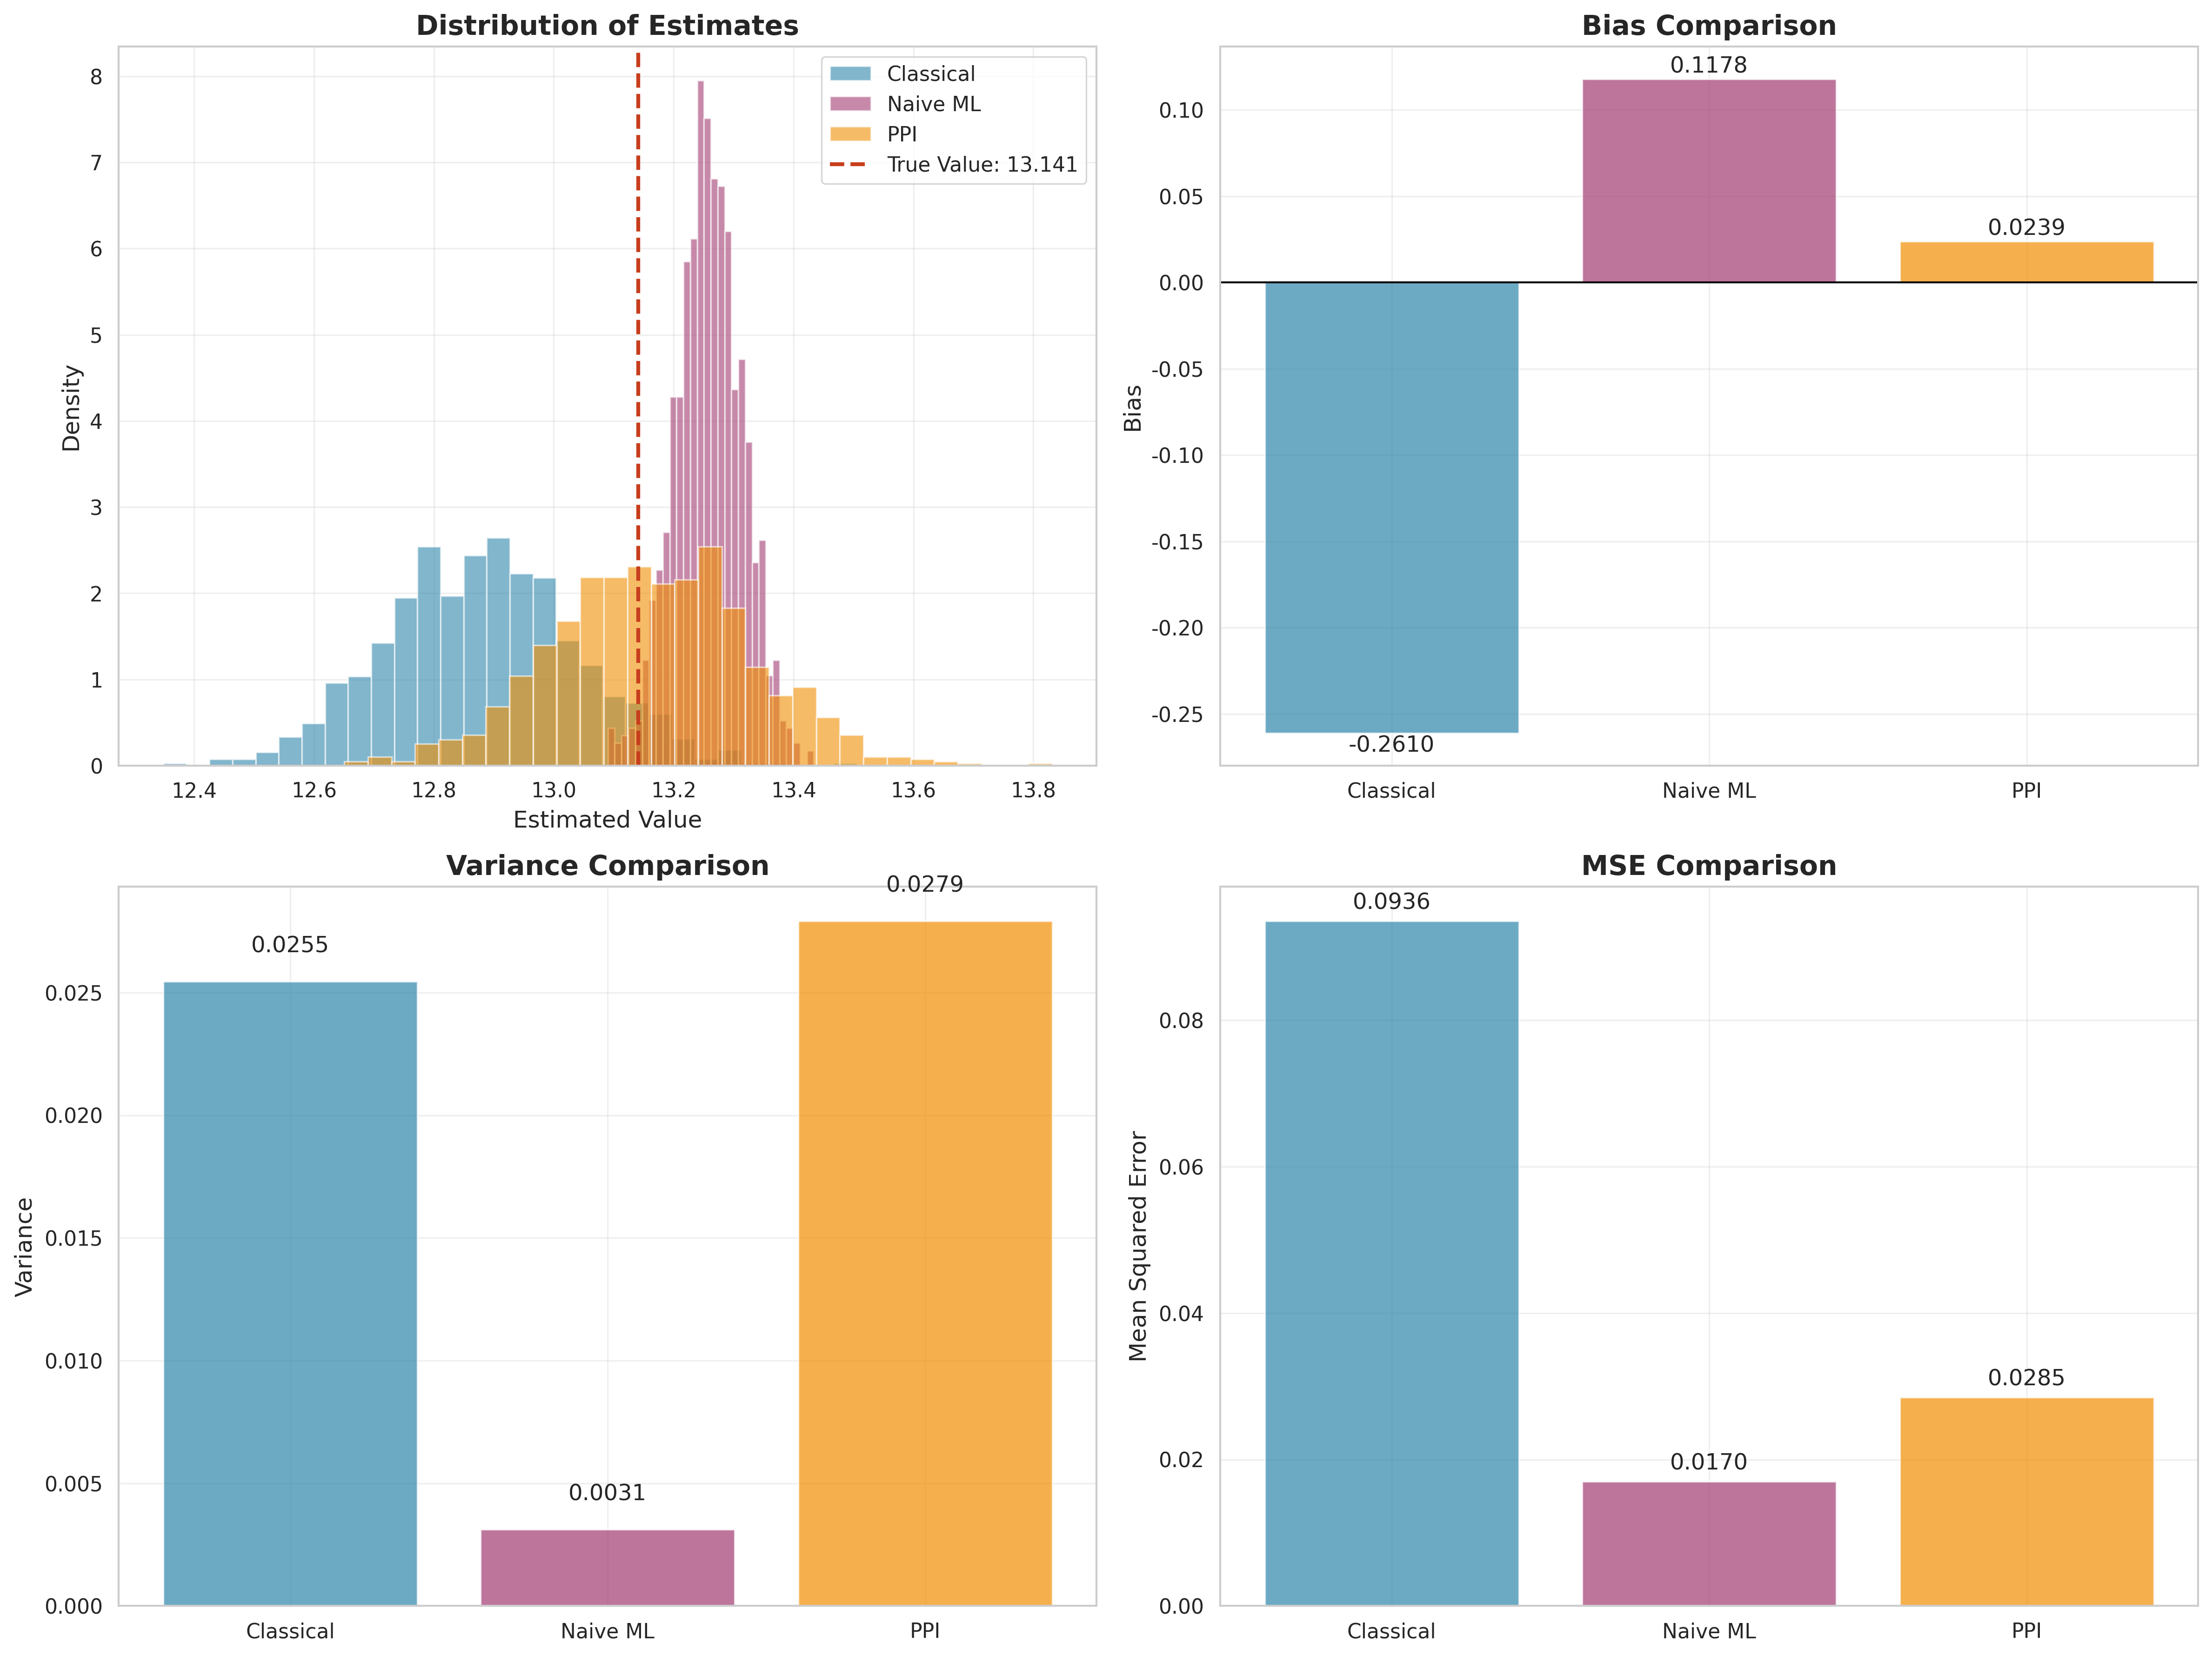 Distribution of Estimates
8
7
6
5
4
3
2
1
0
Density
12.4 12.6 12.8 13.0 13.2 13.4 13.6 13.8
Estimated Value
Classical
Naive ML
PPI
True Value: 13.141
Bias Comparison
0.10
0.05
0.00
-0.05
-0.10
-0.15
-0.20
-0.25
Bias
0.1178
0.0239
-0.2610
Classical Naive ML PPI
Variance Comparison
0.025
0.020
0.015
0.010
0.005
0.000
Variance
0.0255
0.0031
0.0279
Classical Naive ML PPI
MSE Comparison
0.08
0.06
0.04
0.02
0.00
Mean Squared Error
0.0936
0.0170
0.0285
Classical Naive ML PPI